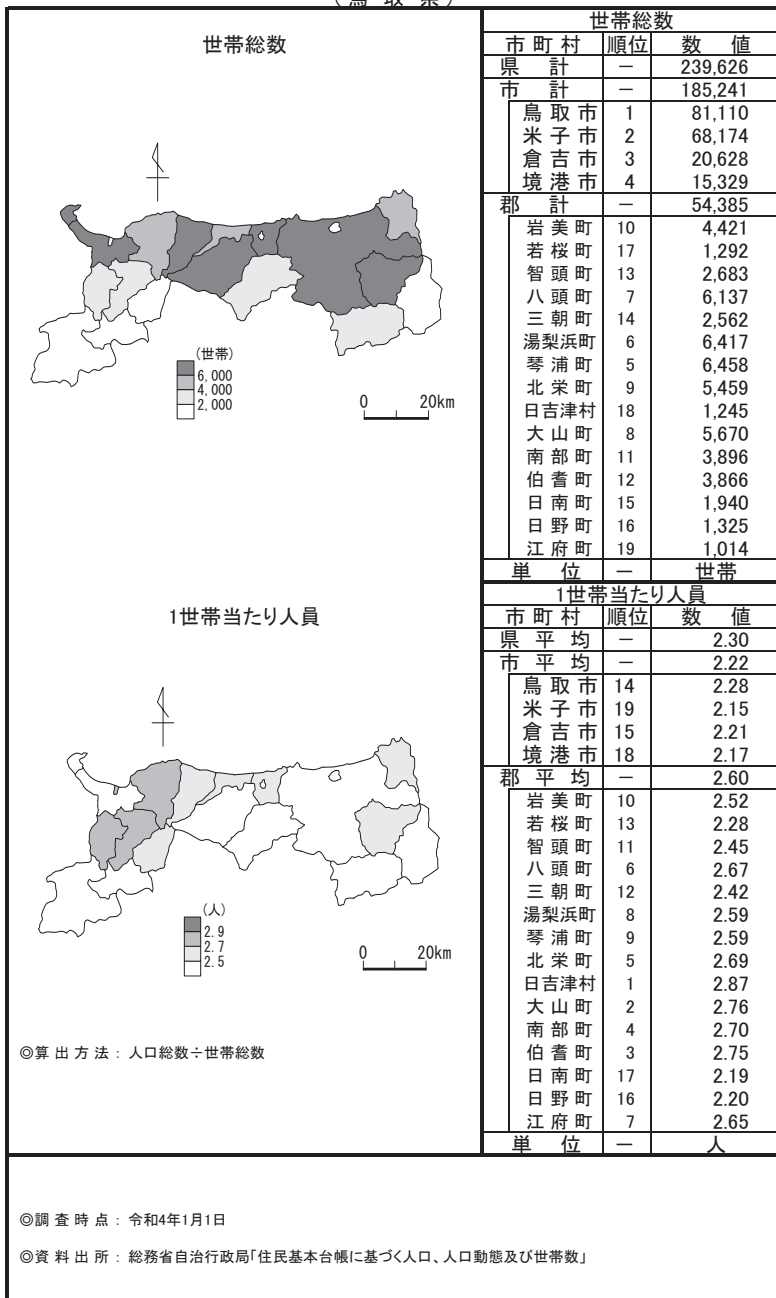 (鳥 取 県)
世帯総数
(世帯)
6,000
4,000
2,000
0 20km
世帯総数
市 町 村 順位 数 値
県 計 － 239,626
市 計 － 185,241
鳥 取 市 1 81,110
米 子 市 2 68,174
倉 吉 市 3 20,628
境 港 市 4 15,329
郡 計 － 54,385
岩 美 町 10 4,421
若 桜 町 17 1,292
智 頭 町 13 2,683
八 頭 町 7 6,137
三 朝 町 14 2,562
湯梨浜町 6 6,417
琴 浦 町 5 6,458
北 栄 町 9 5,459
日吉津村 18 1,245
大 山 町 8 5,670
南 部 町 11 3,896
伯 耆 町 12 3,866
日 南 町 15 1,940
日 野 町 16 1,325
江 府 町 19 1,014
単 位 － 世帯
1世帯当たり人員
(人)
2.9
2.7
2.5
0 20km
◎算 出 方 法 ： 人口総数÷世帯総数
1世帯当たり人員
市 町 村 順位 数 値
県 平 均 － 2.30
市 平 均 － 2.22
鳥 取 市 14 2.28
米 子 市 19 2.15
倉 吉 市 15 2.21
境 港 市 18 2.17
郡 平 均 － 2.60
岩 美 町 10 2.52
若 桜 町 13 2.28
智 頭 町 11 2.45
八 頭 町 6 2.67
三 朝 町 12 2.42
湯梨浜町 8 2.59
琴 浦 町 9 2.59
北 栄 町 5 2.69
日吉津村 1 2.87
大 山 町 2 2.76
南 部 町 4 2.70
伯 耆 町 3 2.75
日 南 町 17 2.19
日 野 町 16 2.20
江 府 町 7 2.65
単 位 － 人
◎調 査 時 点 ： 令和4年1月1日
◎資 料 出 所 ： 総務省自治行政局「住民基本台帳に基づく人口、人口動態及び世帯数」